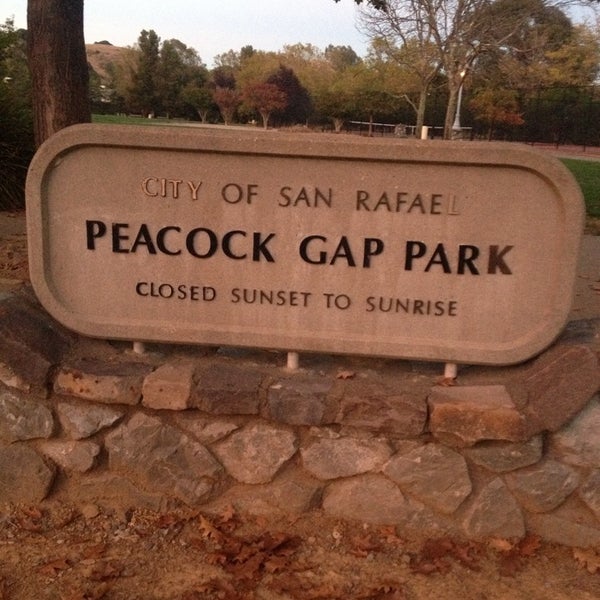 CITY OF SAN RAFAEL
PEACOCK GAP PARK
CLOSED SUNSET TO SUNRISE